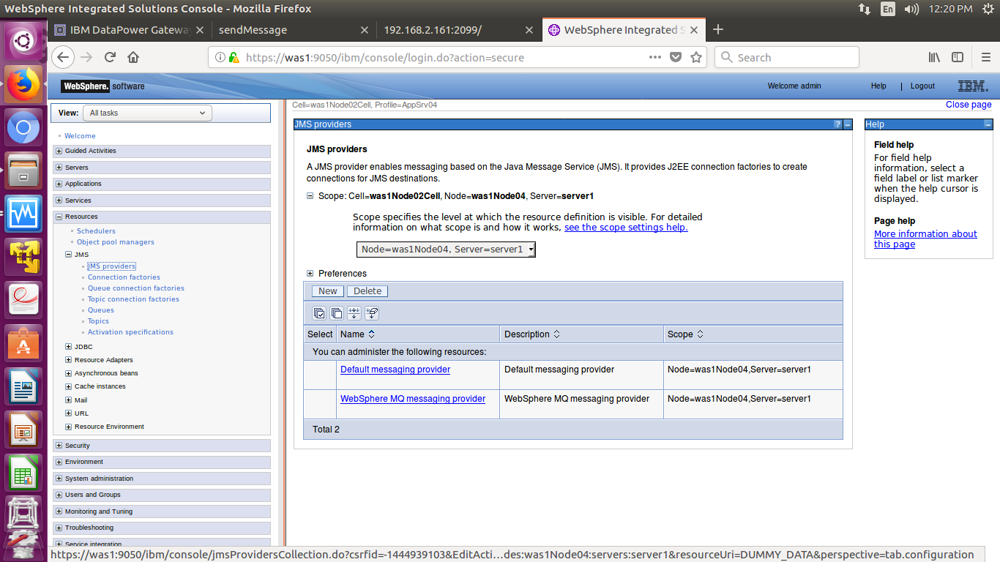 WebSphere Integrated Solutions Console - Mozilla Firefox
En
12:20 PM
IBM DataPower Gateway
sendMessage
192.168.2.161:2099/
WebSphere Integrated S
https://was1:9050/ibm/console/login.do?action=secure
Search
WebSphere. software
Welcome admin
Help
Logout
IBM.
View:
All tasks
Welcome
Guided Activities
Servers
Applications
Services
Resources
Schedulers
Object pool managers
JMS
JMS providers
Connection factories
Queue connection factories
Topic connection factories
Queues
Topics
Activation specifications
JDBC
Resource Adapters
Asynchronous beans
Cache instances
Mail
URL
Resource Environment
Security
Environment
System administration
Users and Groups
Monitoring and Tuning
Troubleshooting
Service integration
Cell=was1Node02Cell, Profile=AppSrv04
Close page
JMS providers
?
JMS providers
A JMS provider enables messaging based on the Java Message Service (JMS). It provides J2EE connection factories to create
connections for JMS destinations.
Scope: Cell=was1Node02Cell, Node=was1Node04, Server=server1
Scope specifies the level at which the resource definition is visible. For detailed
information on what scope is and how it works, see the scope settings help.
Node=was1Node04, Server=server1
Preferences
New
Delete
Select
Name
Description
Scope
You can administer the following resources:
Default messaging provider
Default messaging provider
Node=was1Node04,Server=server1
WebSphere MQ messaging provider
WebSphere MQ messaging provider
Node=was1Node04,Server=server1
Total 2
Help
Field help
For field help
information, select a
field label or list marker
when the help cursor is
displayed.
Page help
More information about
this page
https://was1:9050/ibm/console/jmsProvidersCollection.do?csrfid=-1444939103&EditActi…des:was1Node04:servers:server1&resourceUri=DUMMY_DATA&perspective=tab.configuration